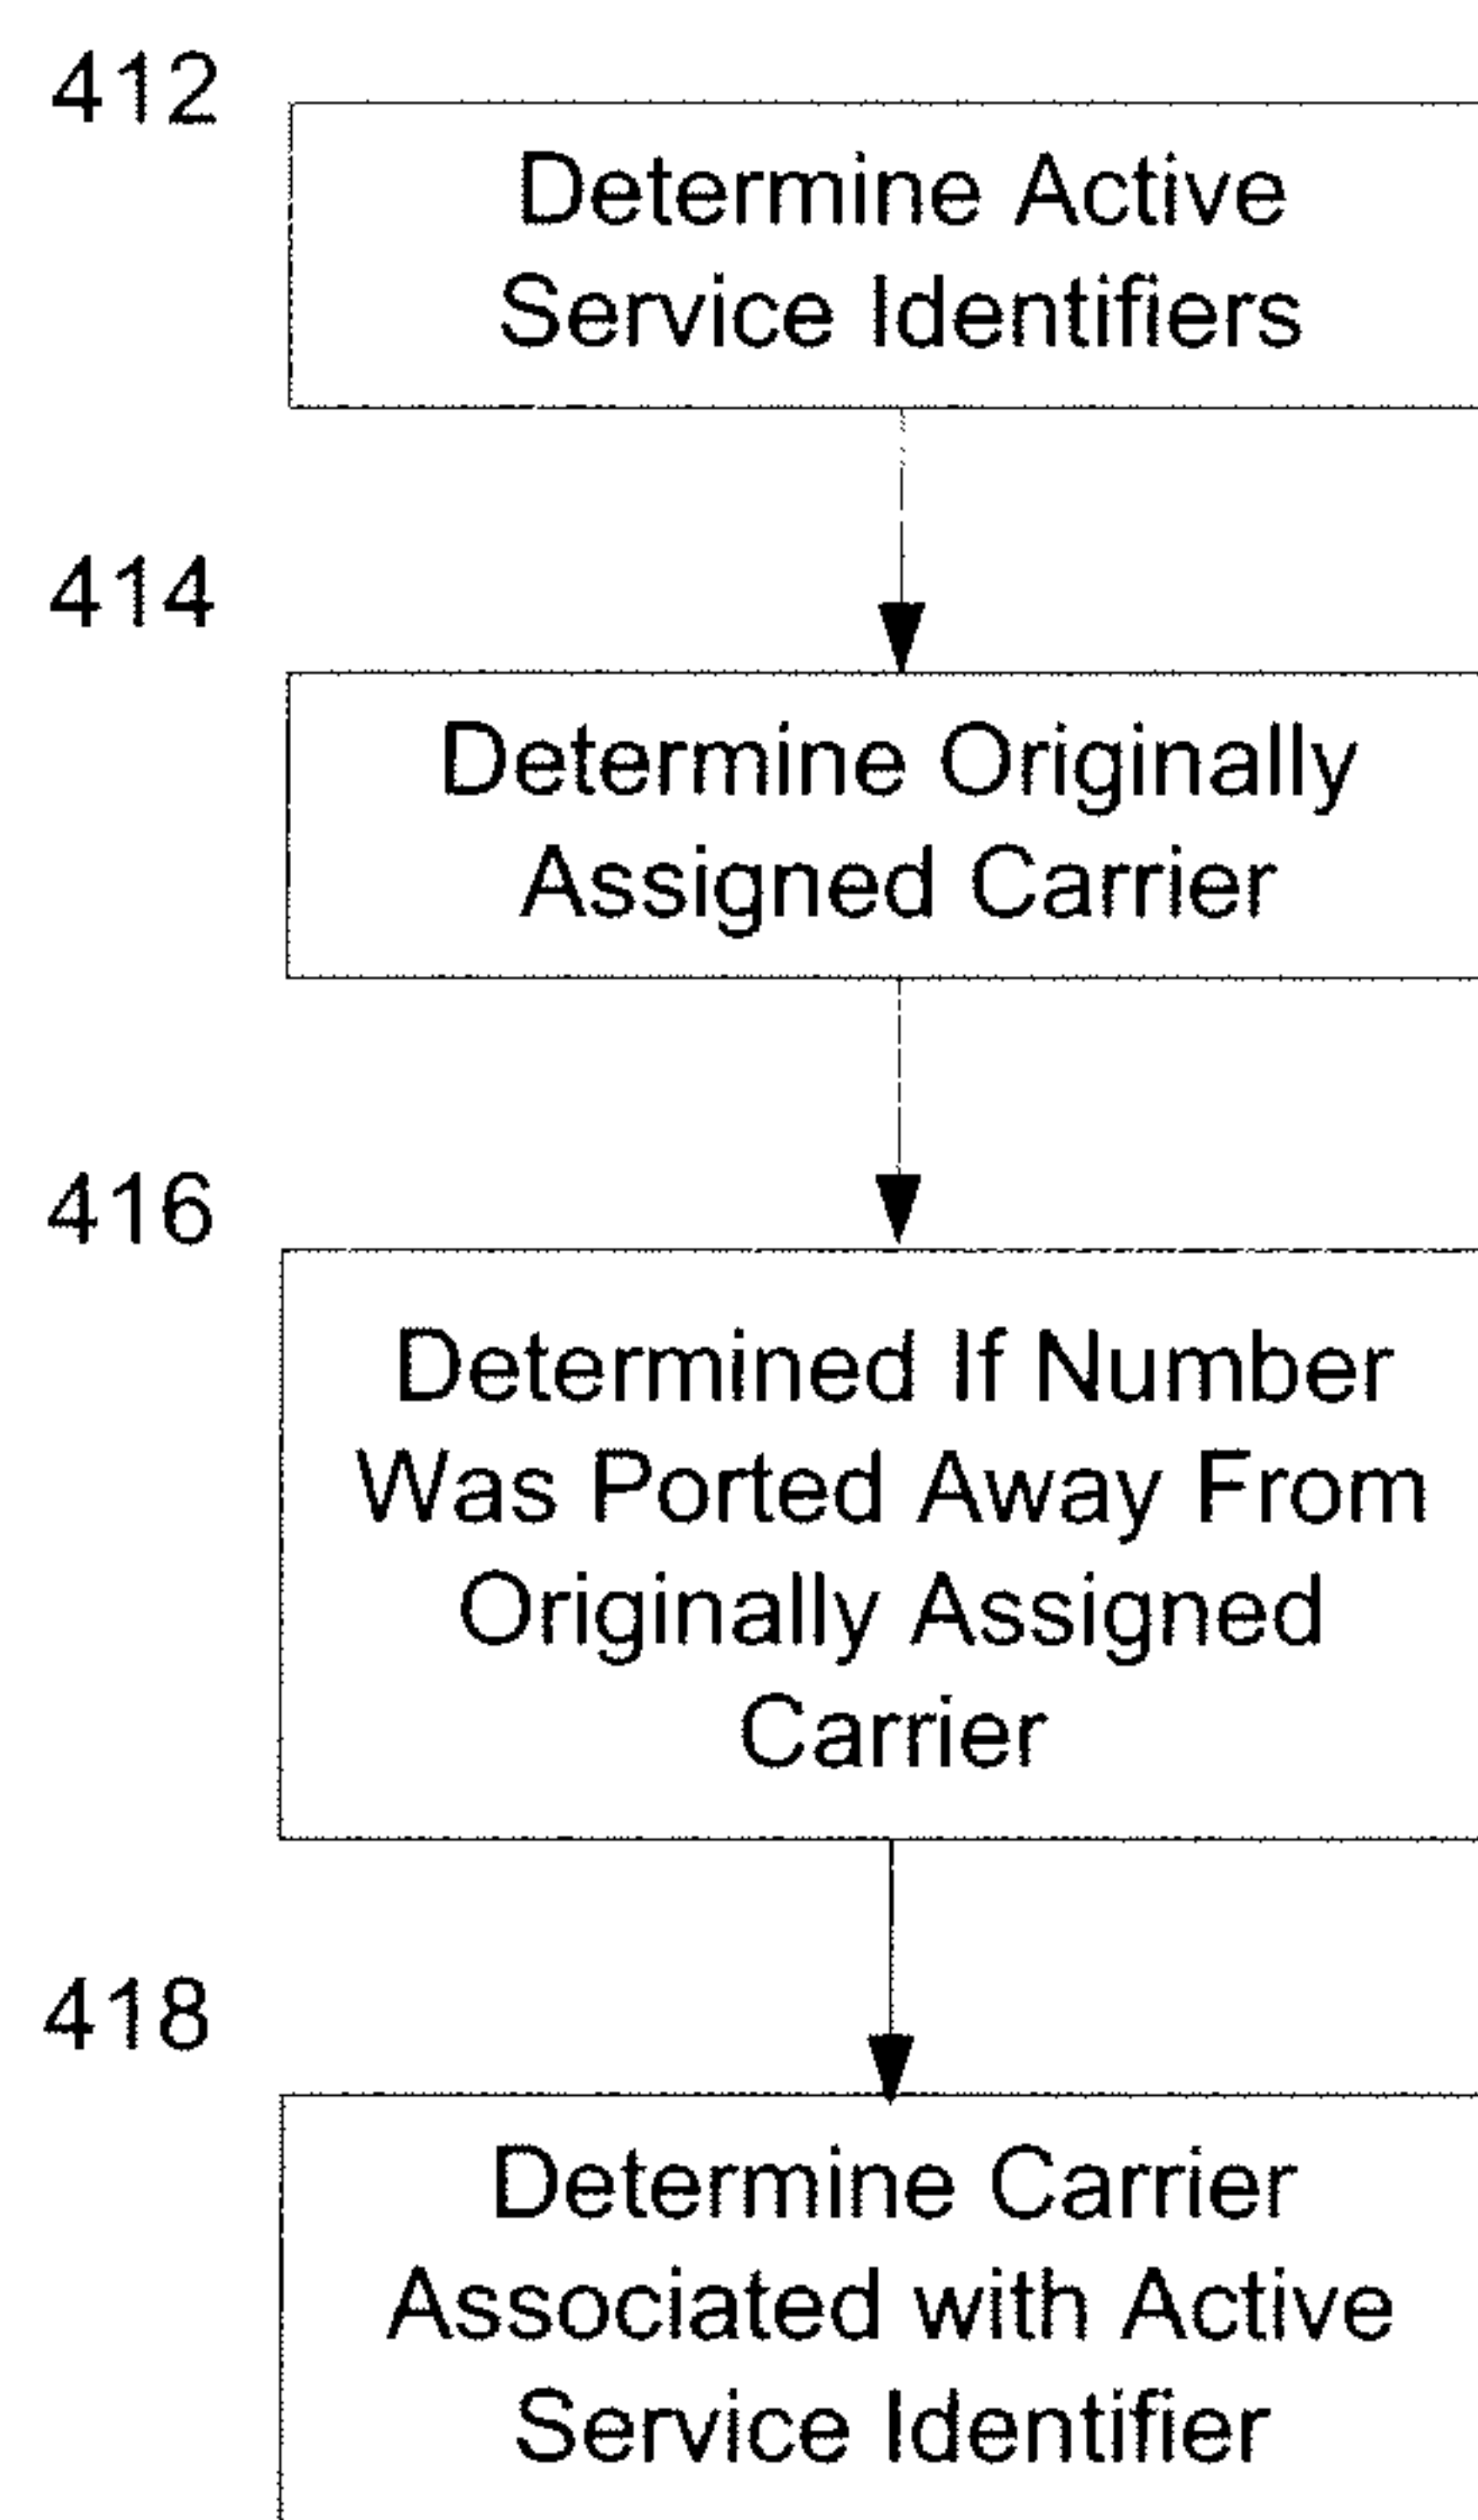 412
Determine Active
Service Identifiers
414
Determine Originally
Assigned Carrier
416
Determined If Number
Was Ported Away From
Originally Assigned
Carrier
418
Determine Carrier
Associated with Active
Service Identifier